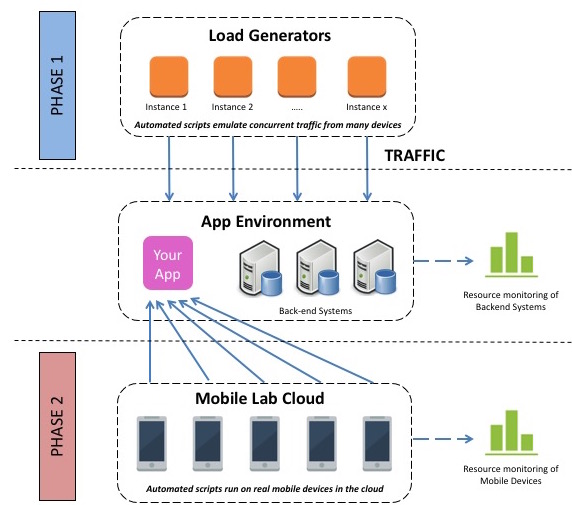 PHASE 1
Load Generators
Instance 1
Instance 2
.....
Instance x
Automated scripts emulate concurrent traffic from many devices
TRAFFIC
App Environment
Your
App
Back-end Systems
Resource monitoring of
Backend Systems
PHASE 2
Mobile Lab Cloud
Automated scripts run on real mobile devices in the cloud
Resource monitoring of
Mobile Devices